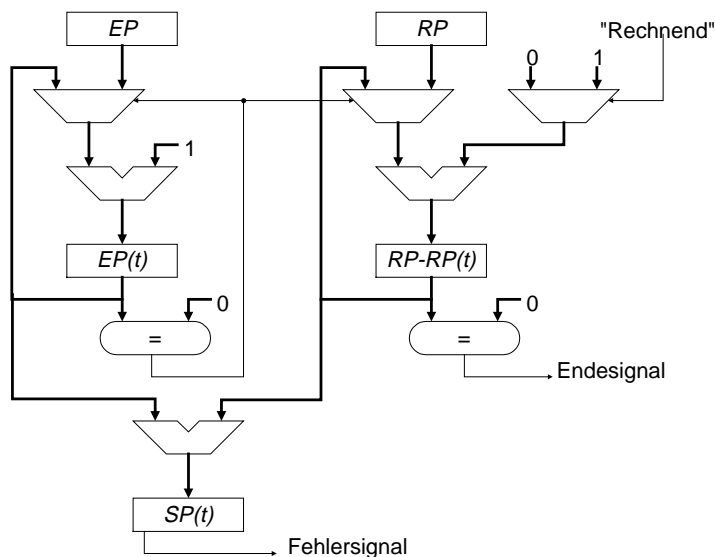 EP
RP
"Rechnend"
0
1
1
EP(t)
RP-RP(t)
0
0
=
=
Endesignal
SP(t)
Fehlersignal